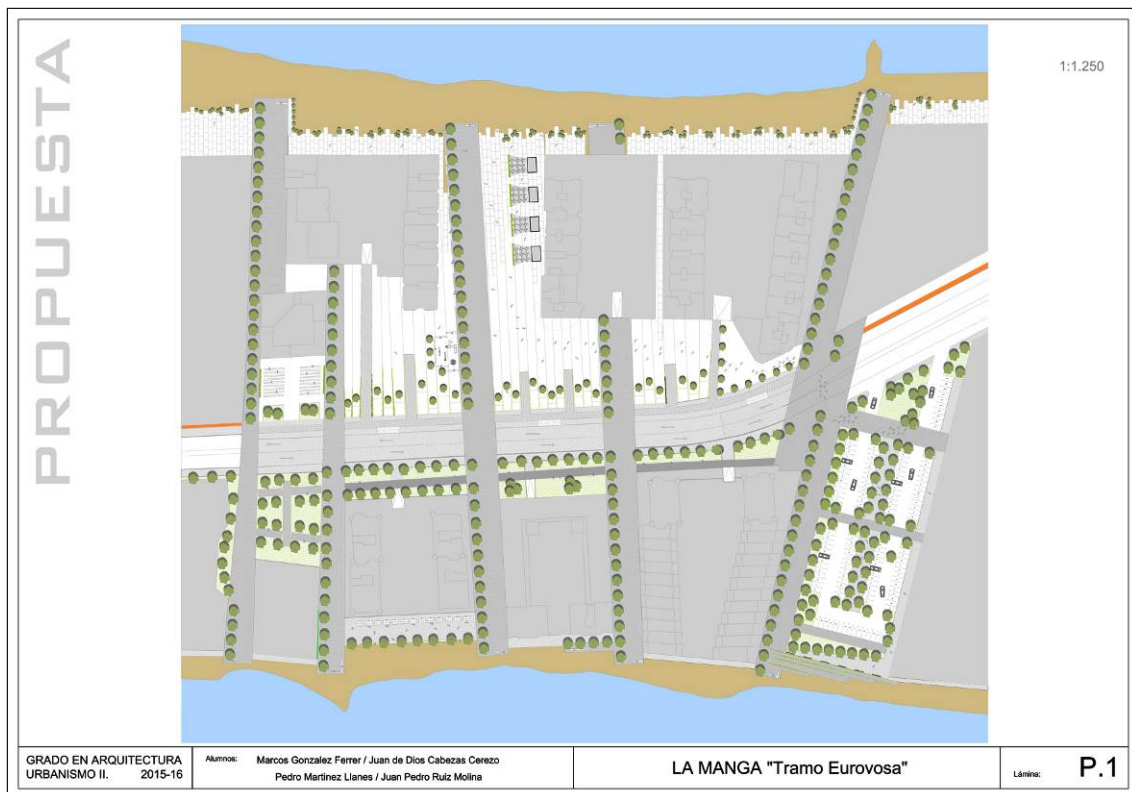 PROPUESTA
1:1.250
GRADO EN ARQUITECTURA
URBANISMO II. 2015-16
Alumnos: Marcos Gonzalez Ferrer / Juan de Dios Cabezas Cerezo
Pedro Martinez Llanes / Juan Pedro Ruiz Molina
LA MANGA "Tramo Eurovosa"
Lámina: P.1